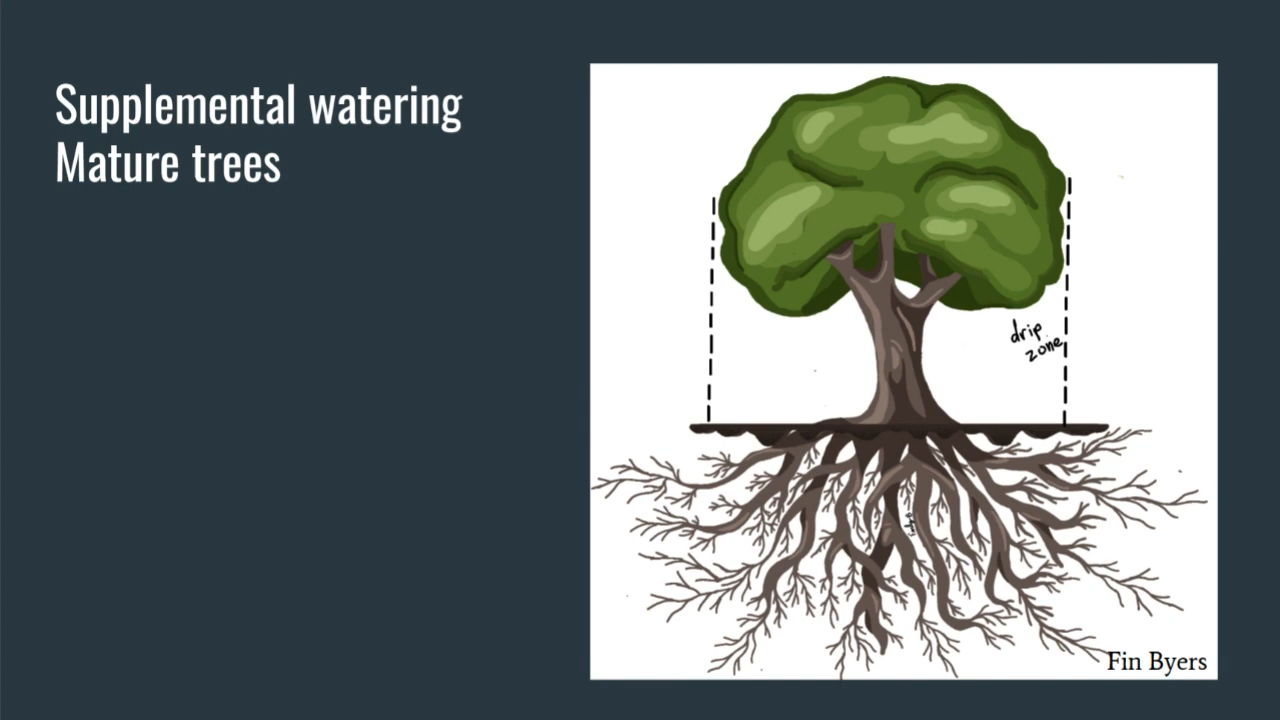 Supplemental watering
Mature trees
drip
zone
Fin Byers